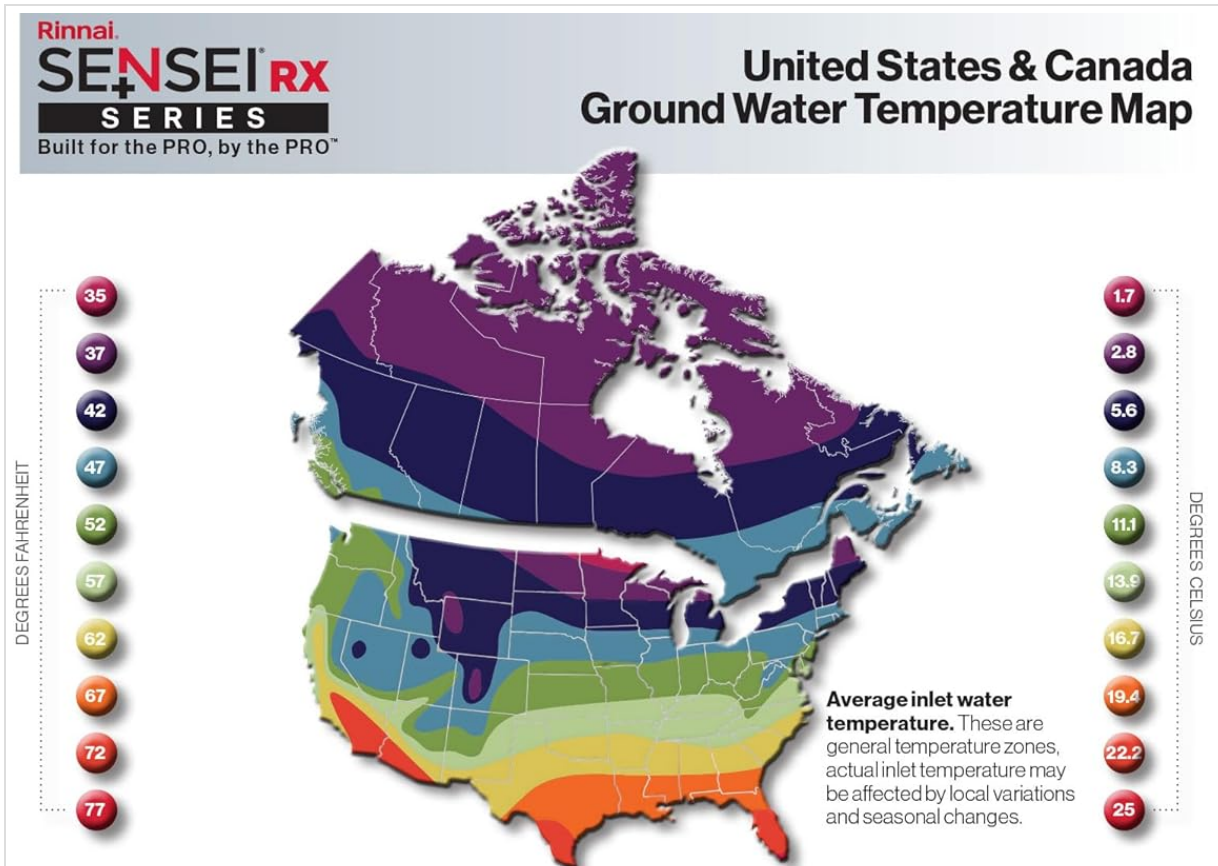 Rinnai.
SENSEI® RX
SERIES
Built for the PRO, by the PRO™
United States & Canada
Ground Water Temperature Map
DEGREES FAHRENHEIT
35
37
42
47
52
57
62
67
72
77
1.7
2.8
5.6
8.3
11.1
13.9
16.7
19.4
22.2
25
DEGREES CELSIUS
Average inlet water
temperature. These are
general temperature zones,
actual inlet temperature may
be affected by local variations
and seasonal changes.